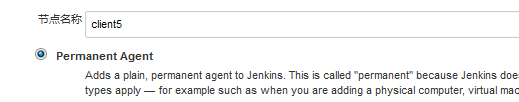 节点名称
client5
Permanent Agent
Adds a plain, permanent agent to Jenkins. This is called "permanent" because Jenkins doe
types apply — for example such as when you are adding a physical computer, virtual mac